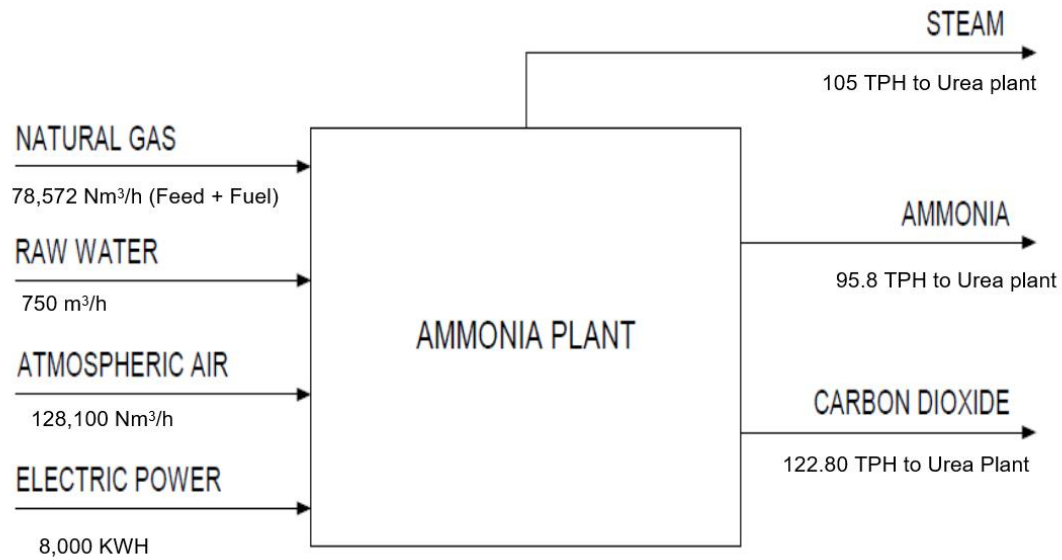 STEAM
105 TPH to Urea plant
NATURAL GAS
78,572 Nm³/h (Feed + Fuel)
AMMONIA
RAW WATER
95.8 TPH to Urea plant
750 m³/h
AMMONIA PLANT
ATMOSPHERIC AIR
CARBON DIOXIDE
128,100 Nm³/h
122.80 TPH to Urea Plant
ELECTRIC POWER
8,000 KWH